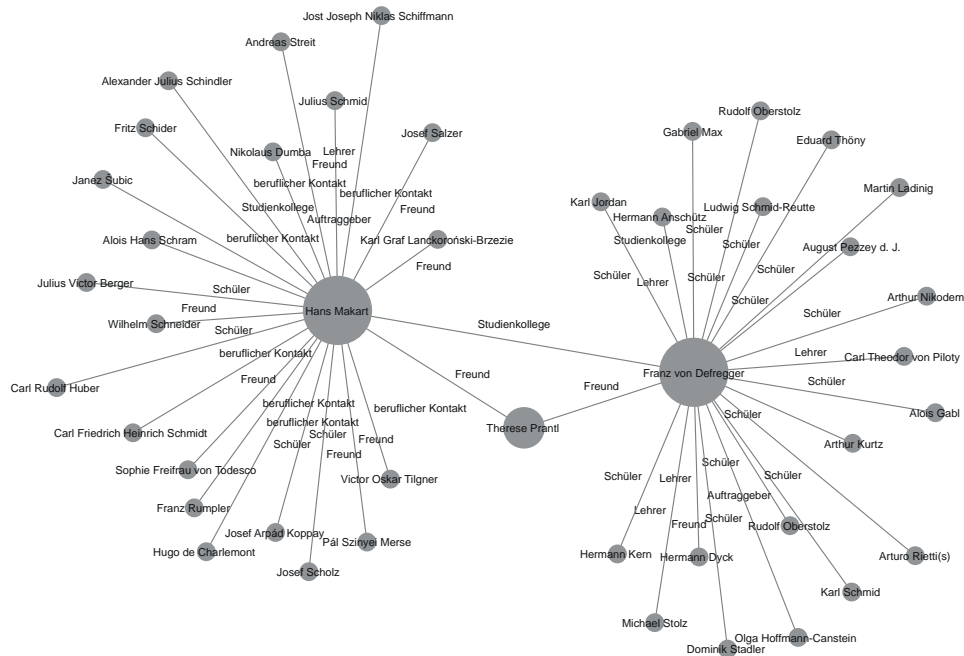 Jost Joseph Niklas Schiffmann
Andreas Streit
Alexander Julius Schindler
Julius Schmid
Fritz Schider
Josef Salzer
Nikolaus Dumba
Lehrer
Freund
Janez Šubic
beruflicher Kontakt
beruflicher Kontakt
Studienkollege
Freund
Auftraggeber
Alois Hans Schram
beruflicher Kontakt
Karl Graf Lanckoroński-Brzezie
Freund
Julius Victor Berger
Schüler
Freund
Hans Makart
Wilhelm Schneider
Schüler
Studienkollege
beruflicher Kontakt
Carl Rudolf Huber
Freund
Freund
beruflicher Kontakt
beruflicher Kontakt
beruflicher Kontakt
Carl Friedrich Heinrich Schmidt
Schüler
Schüler
Freund
Freund
Sophie Freifrau von Todesco
Victor Oskar Tilgner
Franz Rumpler
Josef Arpád Koppay
Pál Szinyei Merse
Hugo de Charlemont
Josef Scholz
Therese Prantl
Freund
Rudolf Oberstolz
Gabriel Max
Eduard Thöny
Martin Ladinig
Karl Jordan
Ludwig Schmid-Reutte
Hermann Anschütz
Schüler
Studienkollege
Schüler
August Pezzey d. J.
Schüler
Lehrer
Schüler
Schüler
Schüler
Arthur Nikodem
Schüler
Lehrer
Carl Theodor von Piloty
Franz von Defregger
Schüler
Alois Gabl
Schüler
Arthur Kurtz
Schüler
Schüler
Lehrer
Schüler
Auftraggeber
Lehrer
Freund
Schüler
Rudolf Oberstolz
Hermann Kern
Hermann Dyck
Arturo Rietti(s)
Karl Schmid
Michael Stolz
Olga Hoffmann-Canstein
Dominik Stadler